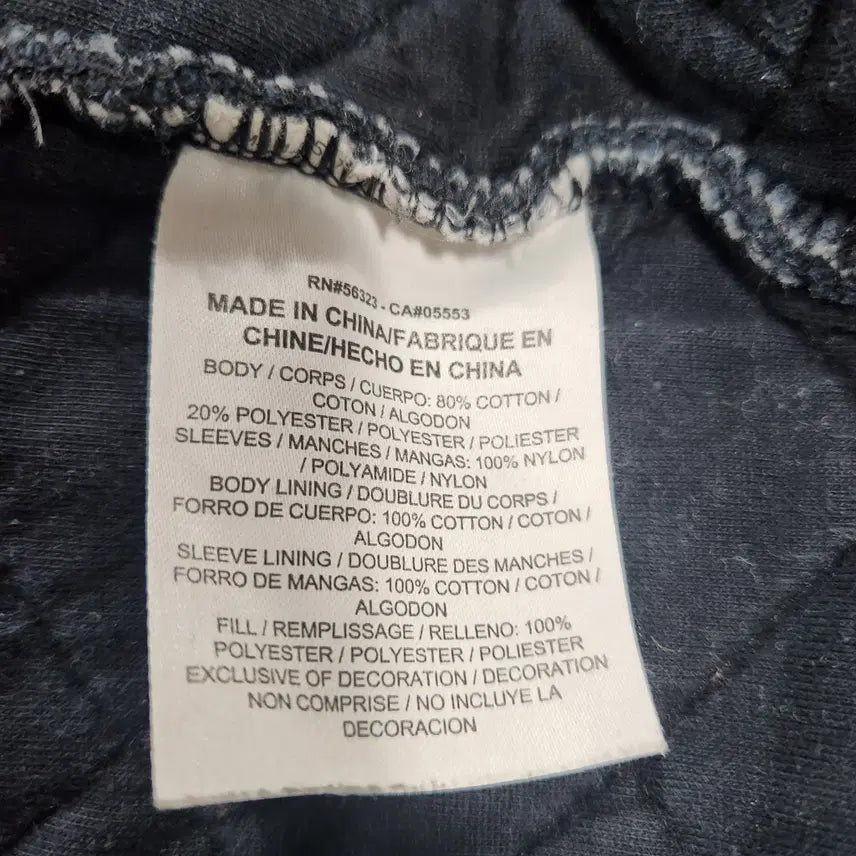 RN#56323 - CA#05553
MADE IN CHINA/FABRIQUE EN
CHINE/HECHO EN CHINA
BODY / CORPS / CUERPO: 80% COTTON /
COTON / ALGODON
20% POLYESTER / POLYESTER / POLIESTER
SLEEVES / MANCHES / MANGAS: 100% NYLON
/ POLYAMIDE / NYLON
BODY LINING / DOUBLURE DU CORPS /
FORRO DE CUERPO: 100% COTTON / COTON /
ALGODON
SLEEVE LINING / DOUBLURE DES MANCHES /
FORRO DE MANGAS: 100% COTTON / COTON /
ALGODON
FILL / REMPLISSAGE / RELLENO: 100%
POLYESTER / POLYESTER / POLIESTER
EXCLUSIVE OF DECORATION / DECORATION
NON COMPRISE / NO INCLUYE LA
DECORACION